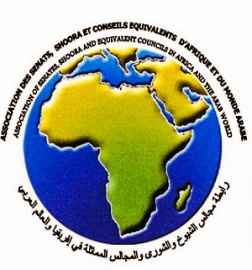 ASSOCIATION DES SENATS, SHOORA ET CONSEILS EQUIVALENTS D'AFRIQUE ET DU MONDE ARABE
ASSOCIATION OF SENATES, SHOORA AND EQUIVALENT COUNCILS IN AFRICA AND THE ARAB WORLD
رابطة مجالس الشيوخ والشورى والمجالس المماثلة في إفريقيا والعالم العربي